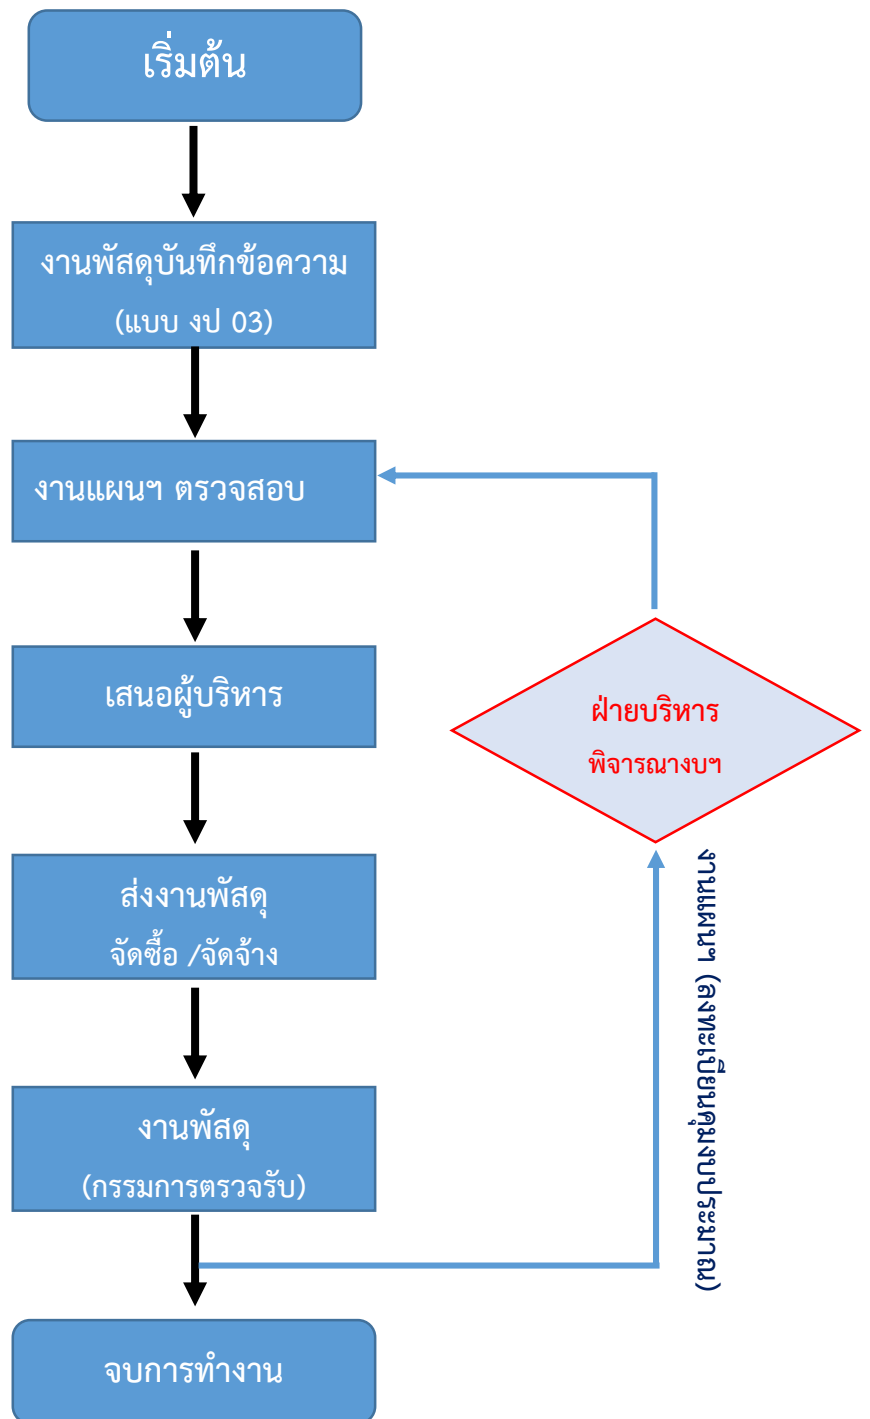 เริ่มต้น
งานพัสดุบันทึกข้อความ
(แบบ งป 03)
งานแผนฯ ตรวจสอบ
เสนอผู้บริหาร
ฝ่ายบริหาร
พิจารณางบฯ
ส่งงานพัสดุ
จัดซื้อ /จัดจ้าง
งานแผนฯ (ลงทะเบียนคุมงบประมาณ)
งานพัสดุ
(กรรมการตรวจรับ)
จบการทำงาน